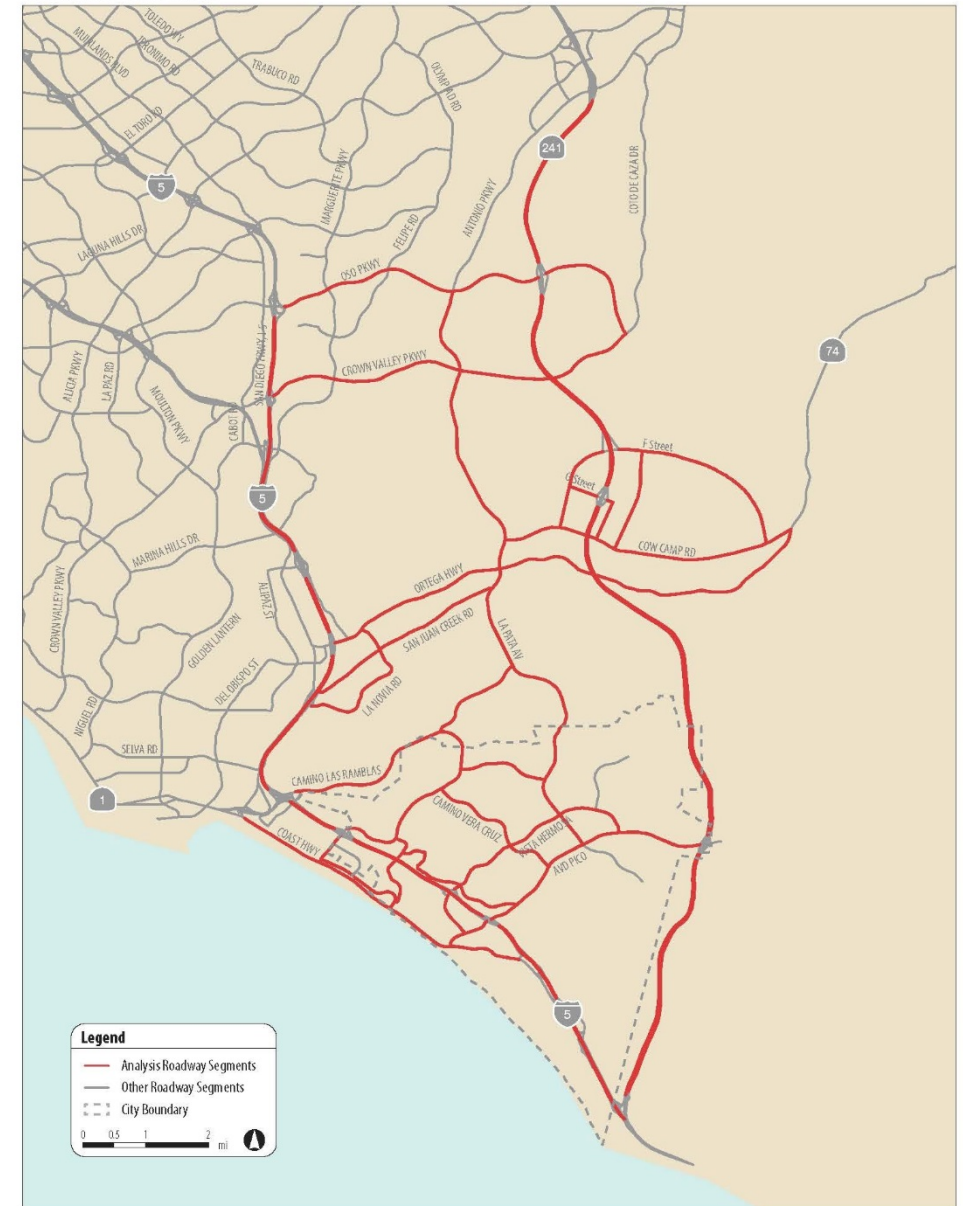 TOLEDO WY
MUIRLANDS BLVD
JERONIMO RD
TRABUCO RD
OLYMPIAD RD
EL TORO RD
241
5
MARGUERITE PKWY
ANTONIO PKWY
COTO DE CAZA DR
FELIPE RD
LAGUNA HILLS DR
OSO PKWY
74
SAN DIEGO FWY, I-5
CROWN VALLEY PKWY
ALICIA PKWY
LA PAZ RD
MOULTON PKWY
CABOT RD
F Street
5
MARINA HILLS DR
COW CAMP RD
ORTEGA HWY
ALIPAZ ST
CROWN VALLEY PKWY
GOLDEN LANTERN
SAN JUAN CREEK RD
LA PATA AV
DEL OBISPO ST
LA NOVIA RD
NIGUEL RD
SELVA RD
CAMINO LAS RAMBLAS
1
CAMINO VERA CRUZ
COAST HWY
VISTA HERMOSA
AVD PICO
5
Legend
Analysis Roadway Segments
Other Roadway Segments
City Boundary
0 0.5 1 2
mi